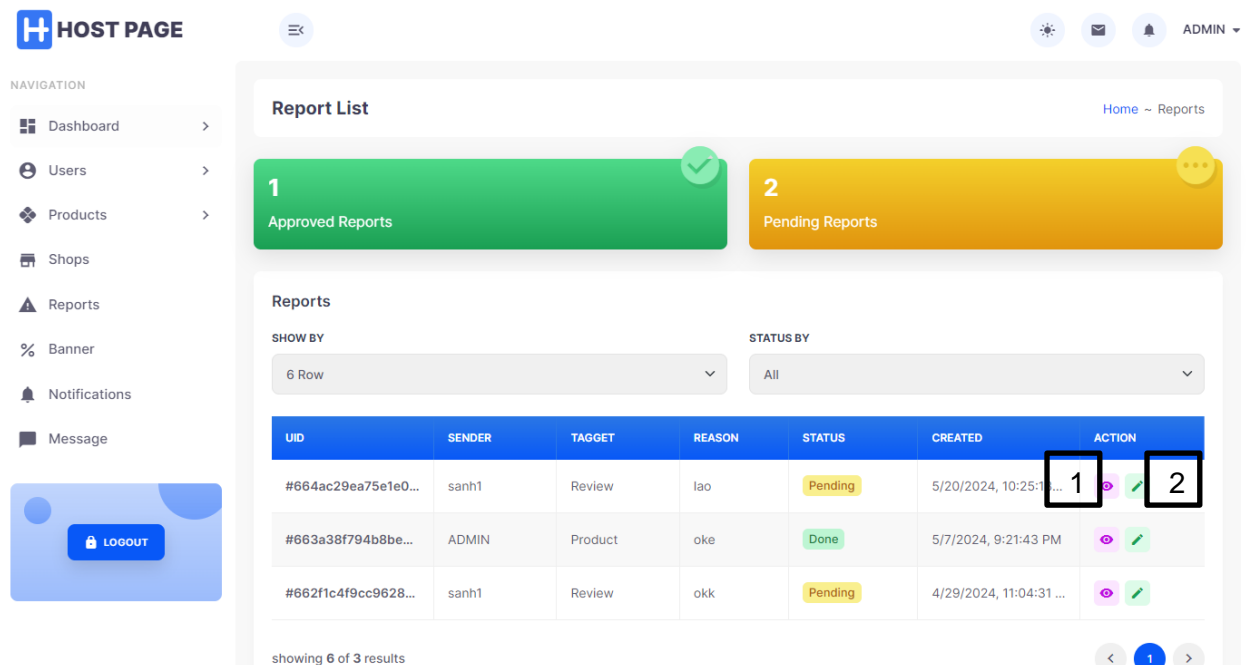 HOST PAGE
ADMIN
NAVIGATION
Dashboard
Users
Products
Shops
Reports
Banner
Notifications
Message
LOGOUT
Report List
Home ~ Reports
1
Approved Reports
2
Pending Reports
Reports
SHOW BY
STATUS BY
6 Row
All
UID SENDER TAGGET REASON STATUS CREATED ACTION
#664ac29ea75e1e0... sanh1 Review lao Pending 5/20/2024, 10:25:1 ... 1 2
#663a38f794b8be... ADMIN Product oke Done 5/7/2024, 9:21:43 PM
#662f1c4f9cc9628... sanh1 Review okk Pending 4/29/2024, 11:04:31 ...
showing 6 of 3 results
1